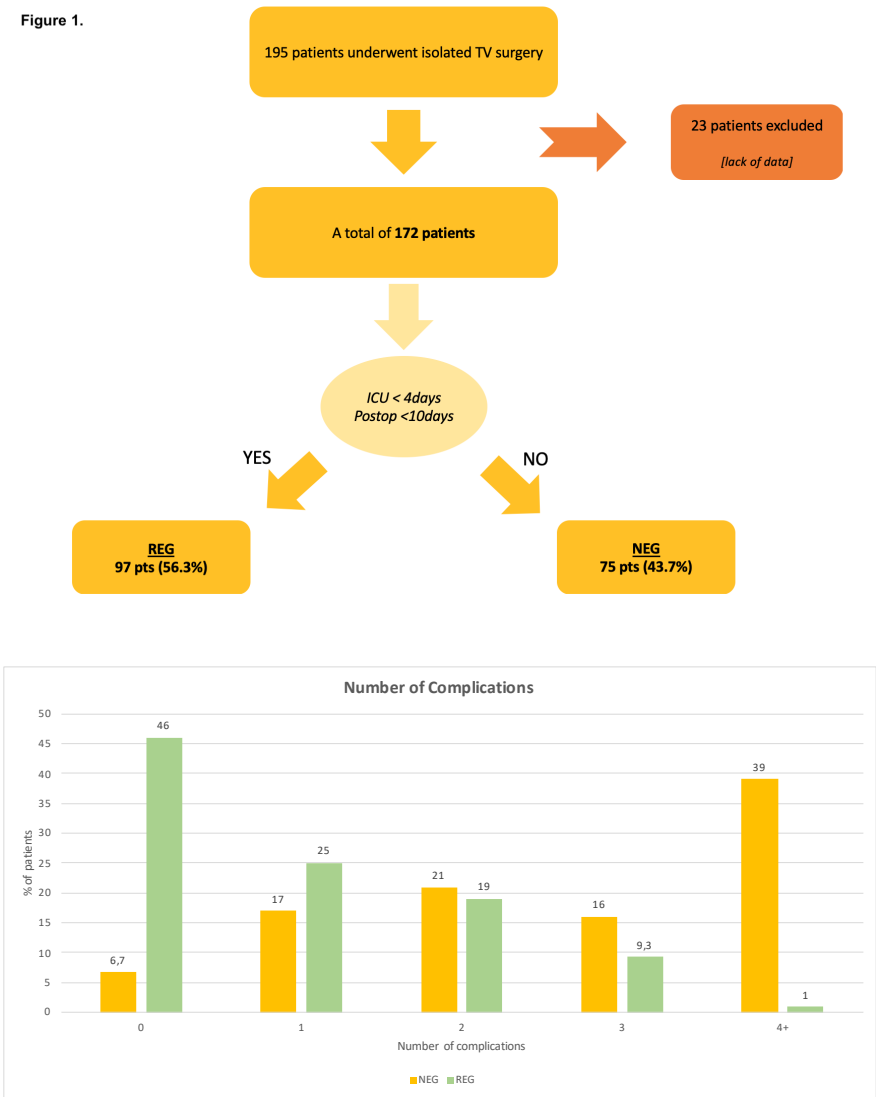 Figure 1.
195 patients underwent isolated TV surgery
23 patients excluded
[lack of data]
A total of 172 patients
ICU < 4days
Postop <10days
YES
NO
REG
97 pts (56.3%)
NEG
75 pts (43.7%)
Number of Complications
% of patients
50
45
40
35
30
25
20
15
10
5
0
6,7
46
17
25
21
19
16
9,3
39
1
0
1
2
3
4+
Number of complications
NEG
REG